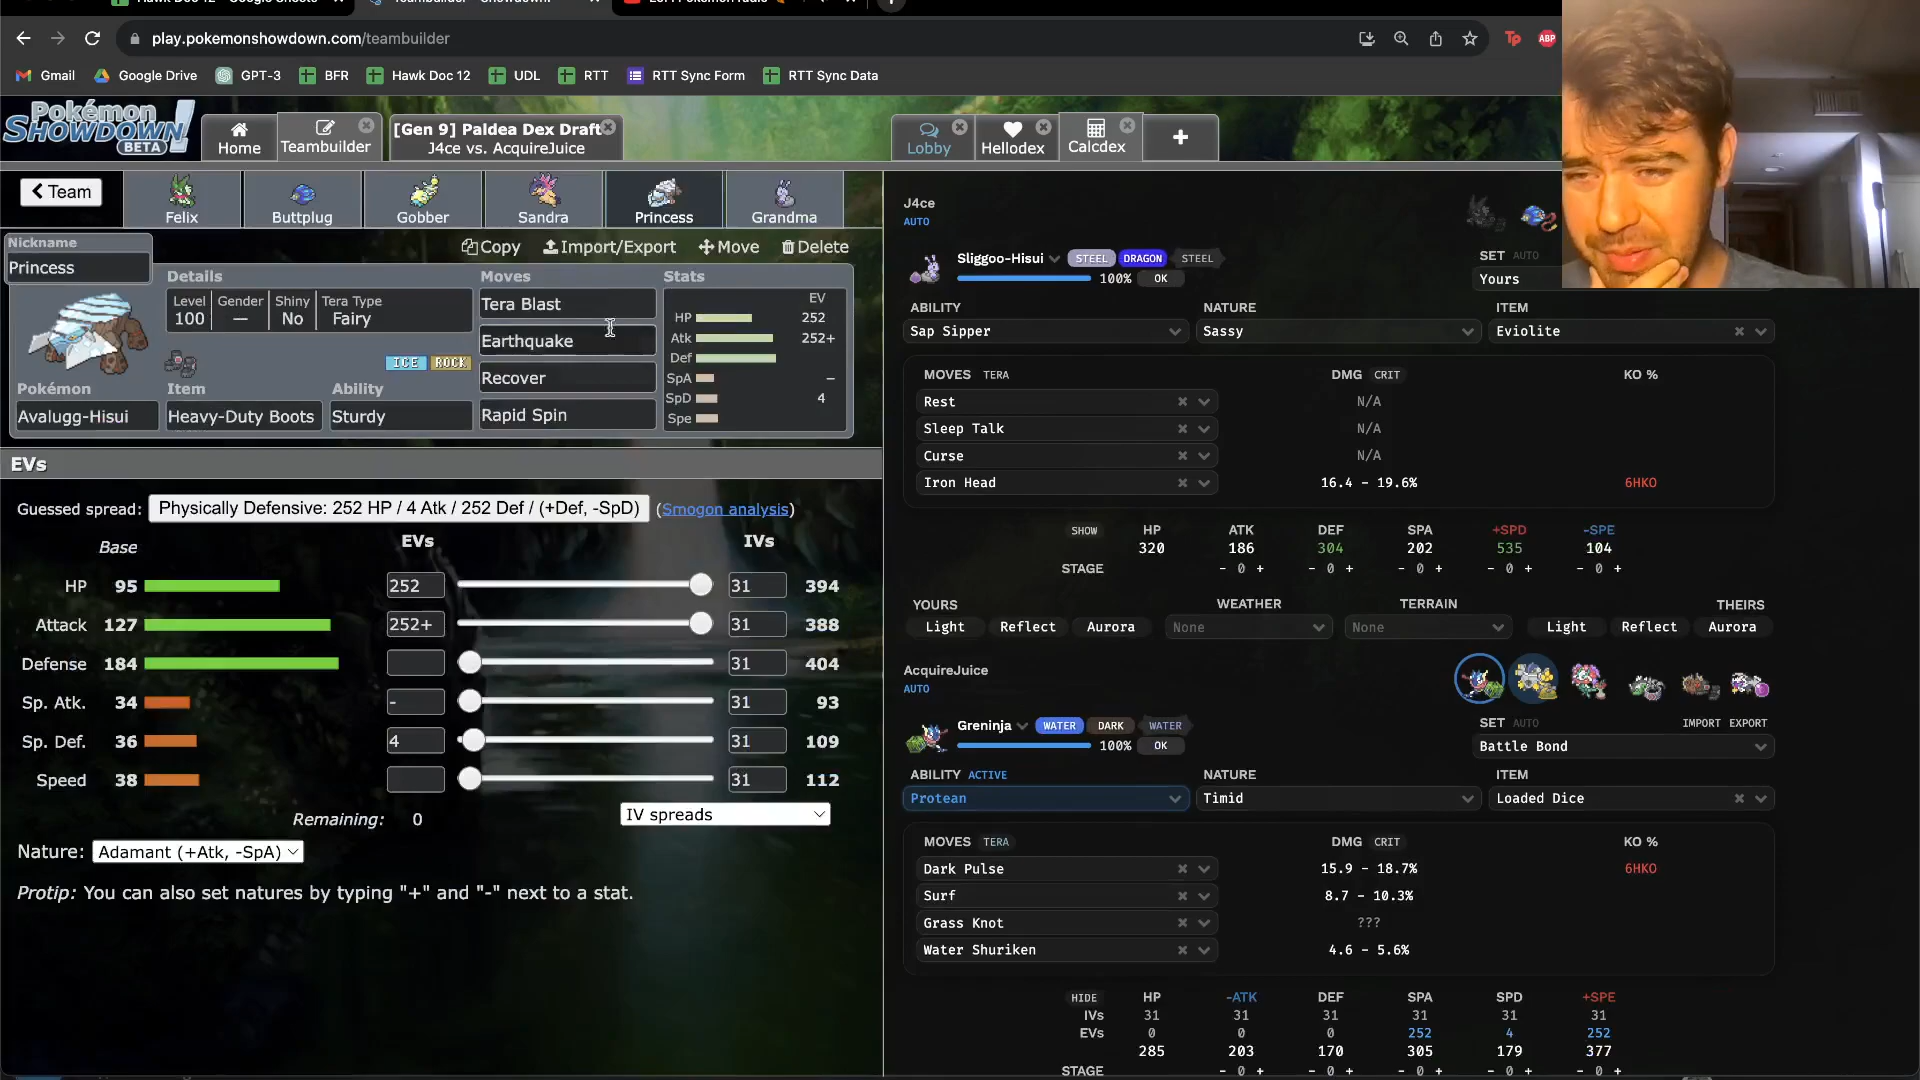 Hawk Doc 12 - Google Sheets
Teambuilder - Showdown!
play.pokemonshowdown.com/teambuilder
Tp
ABP
Gmail Google Drive GPT-3 BFR Hawk Doc 12 UDL RTT RTT Sync Form RTT Sync Data
Pokémon
Showdown!
BETA
Home
Teambuilder
[Gen 9] Paldea Dex Draft
J4ce vs. AcquireJuice
Lobby
Hellodex
Calcdex
Team
Felix
Buttplug
Gobber
Sandra
Princess
Grandma
Copy Import/Export Move Delete
Nickname
Princess
Details
Level Gender Shiny Tera Type
100 — No Fairy
ICE ROCK
Pokémon Item Ability
Avalugg-Hisui Heavy-Duty Boots Sturdy
Moves
Tera Blast
Earthquake
Recover
Rapid Spin
Stats
EV
HP 252
Atk 252+
Def
SpA –
SpD 4
Spe
EVs
Guessed spread: Physically Defensive: 252 HP / 4 Atk / 252 Def / (+Def, -SpD) (Smogon analysis)
Base EVs IVs
HP 95 252 31 394
Attack 127 252+ 31 388
Defense 184 31 404
Sp. Atk. 34 - 31 93
Sp. Def. 36 4 31 109
Speed 38 31 112
Remaining: 0 IV spreads
Nature: Adamant (+Atk, -SpA)
Protip: You can also set natures by typing "+" and "-" next to a stat.
J4ce
AUTO
Sliggoo-Hisui STEEL DRAGON STEEL
100% OK
SET AUTO
Yours
ABILITY NATURE ITEM
Sap Sipper Sassy Eviolite
MOVES TERA DMG CRIT KO %
Rest N/A
Sleep Talk N/A
Curse N/A
Iron Head 16.4 – 19.6% 6HKO
SHOW HP ATK DEF SPA +SPD -SPE
320 186 304 202 535 104
STAGE - 0 + - 0 + - 0 + - 0 + - 0 +
YOURS WEATHER TERRAIN THEIRS
Light Reflect Aurora None None Light Reflect Aurora
AcquireJuice
AUTO
Greninja WATER DARK WATER
100% OK
SET AUTO IMPORT EXPORT
Battle Bond
ABILITY ACTIVE NATURE ITEM
Protean Timid Loaded Dice
MOVES TERA DMG CRIT KO %
Dark Pulse 15.9 – 18.7% 6HKO
Surf 8.7 – 10.3%
Grass Knot ???
Water Shuriken 4.6 – 5.6%
HIDE HP -ATK DEF SPA SPD +SPE
IVs 31 31 31 31 31 31
EVs 0 0 0 252 4 252
285 203 170 305 179 377
STAGE - 0 + - 0 + - 0 + - 0 + - 0 +